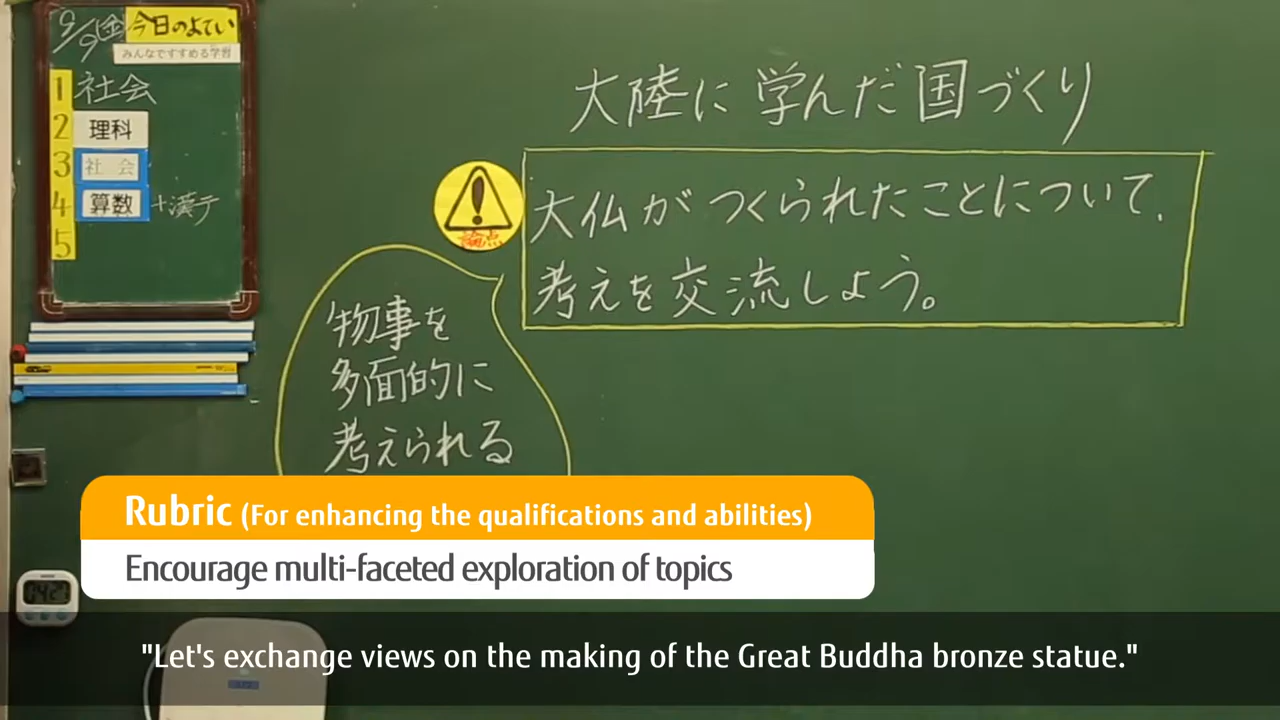 9/9(金)
今日のよてい
みんなですすめる学習
1 社会
2 理科
3 社会
4 算数 +漢字
5
大陸に学んだ国づくり
論点
大仏がつくられたことについて、
考えを交流しよう。
物事を
多面的に
考えられる
Rubric (For enhancing the qualifications and abilities)
Encourage multi-faceted exploration of topics
"Let's exchange views on the making of the Great Buddha bronze statue."